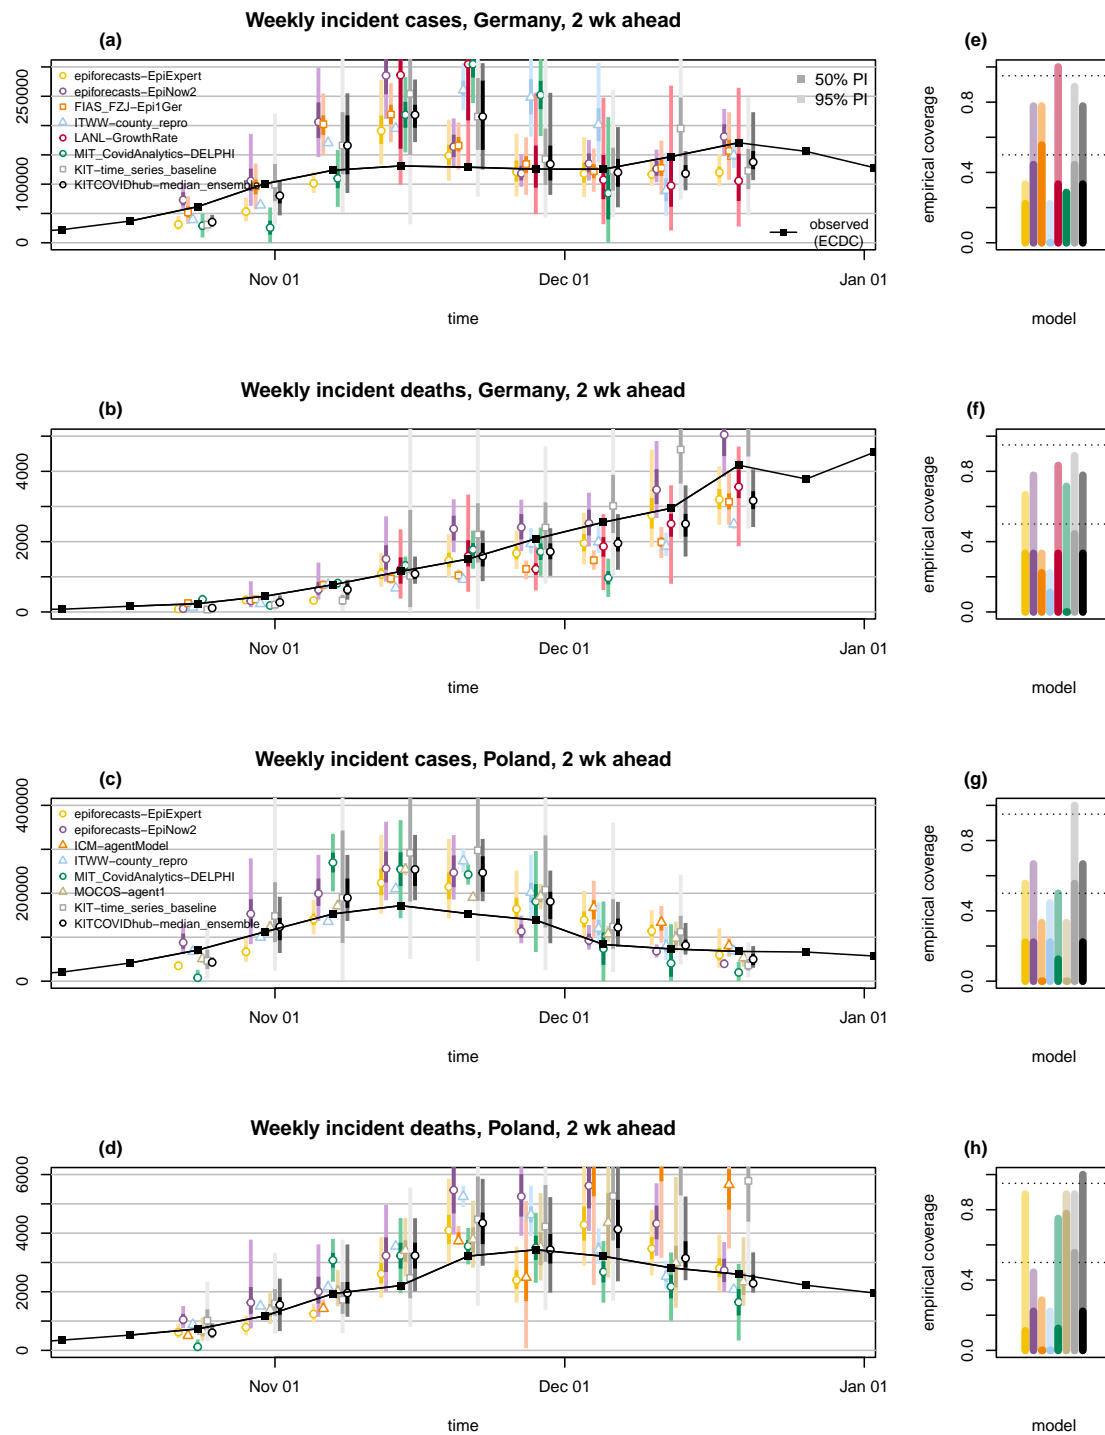 Weekly incident cases, Germany, 2 wk ahead
(a)
(e)
epiforecasts−EpiExpert
epiforecasts−EpiNow2
FIAS_FZJ−Epi1Ger
ITWW−county_repro
LANL−GrowthRate
MIT_CovidAnalytics−DELPHI
KIT−time_series_baseline
KITCOVIDhub−median_ensemble
50% PI
95% PI
observed
(ECDC)
0
100000
250000
Nov 01
Dec 01
Jan 01
time
empirical coverage
0.0
0.4
0.8
model
Weekly incident deaths, Germany, 2 wk ahead
(b)
(f)
0
2000
4000
Nov 01
Dec 01
Jan 01
time
empirical coverage
0.0
0.4
0.8
model
Weekly incident cases, Poland, 2 wk ahead
(c)
(g)
epiforecasts−EpiExpert
epiforecasts−EpiNow2
ICM−agentModel
ITWW−county_repro
MIT_CovidAnalytics−DELPHI
MOCOS−agent1
KIT−time_series_baseline
KITCOVIDhub−median_ensemble
0
200000
400000
Nov 01
Dec 01
Jan 01
time
empirical coverage
0.0
0.4
0.8
model
Weekly incident deaths, Poland, 2 wk ahead
(d)
(h)
0
2000
4000
6000
Nov 01
Dec 01
Jan 01
time
empirical coverage
0.0
0.4
0.8
model